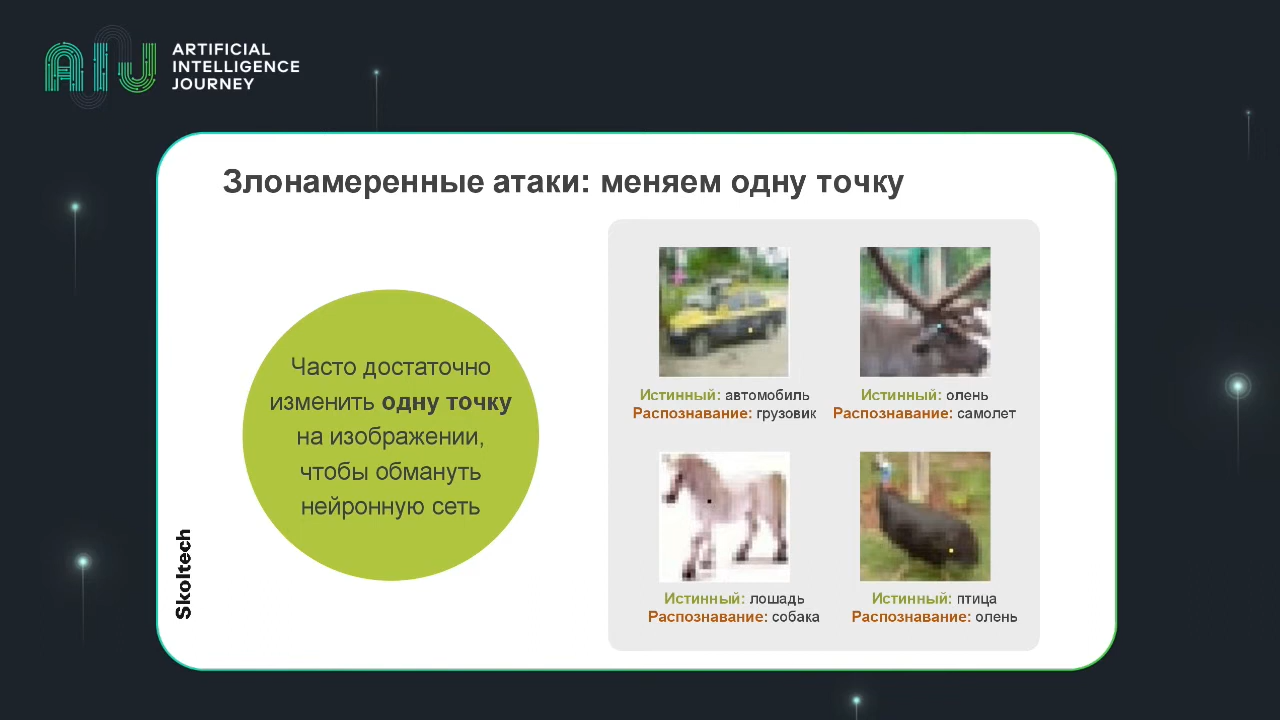 ARTIFICIAL
INTELLIGENCE
JOURNEY
Злонамеренные атаки: меняем одну точку
Часто достаточно
изменить одну точку
на изображении,
чтобы обмануть
нейронную сеть
Истинный: автомобиль
Распознавание: грузовик
Истинный: олень
Распознавание: самолет
Истинный: лошадь
Распознавание: собака
Истинный: птица
Распознавание: олень
Skoltech